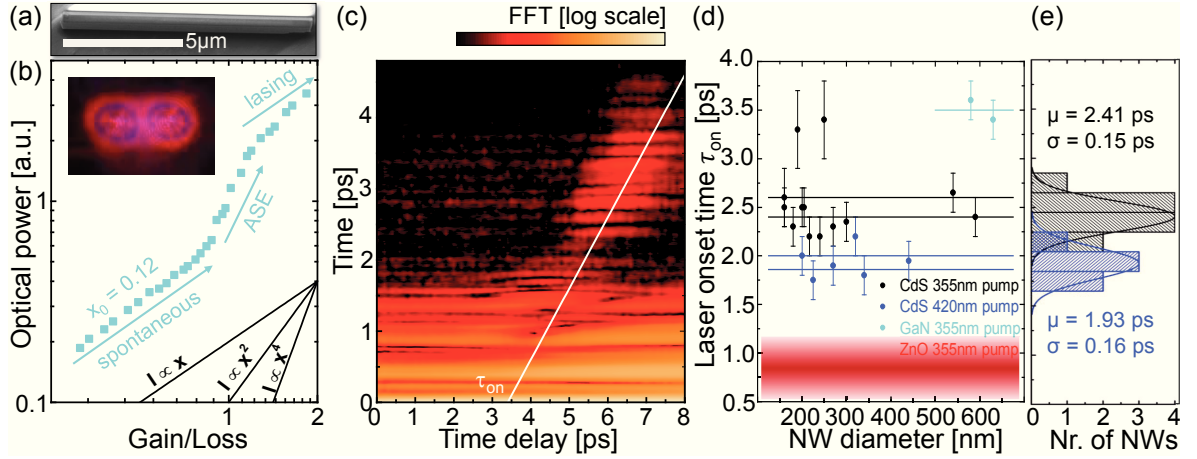 (a)
5µm
(b)
lasing
ASE
x₀ = 0.12
spontaneous
I ∝ x
I ∝ x²
I ∝ x⁴
Optical power [a.u.]
1
0.1
1
2
Gain/Loss
(c)
FFT [log scale]
Time [ps]
4
3
2
1
0
τon
0 1 2 3 4 5 6 7 8
Time delay [ps]
(d)
Laser onset time τon [ps]
4.0
3.5
3.0
2.5
2.0
1.5
1.0
0.5
CdS 355nm pump
CdS 420nm pump
GaN 355nm pump
ZnO 355nm pump
200 300 400 500 600
NW diameter [nm]
(e)
µ = 2.41 ps
σ = 0.15 ps
µ = 1.93 ps
σ = 0.16 ps
0 1 2 3 4
Nr. of NWs